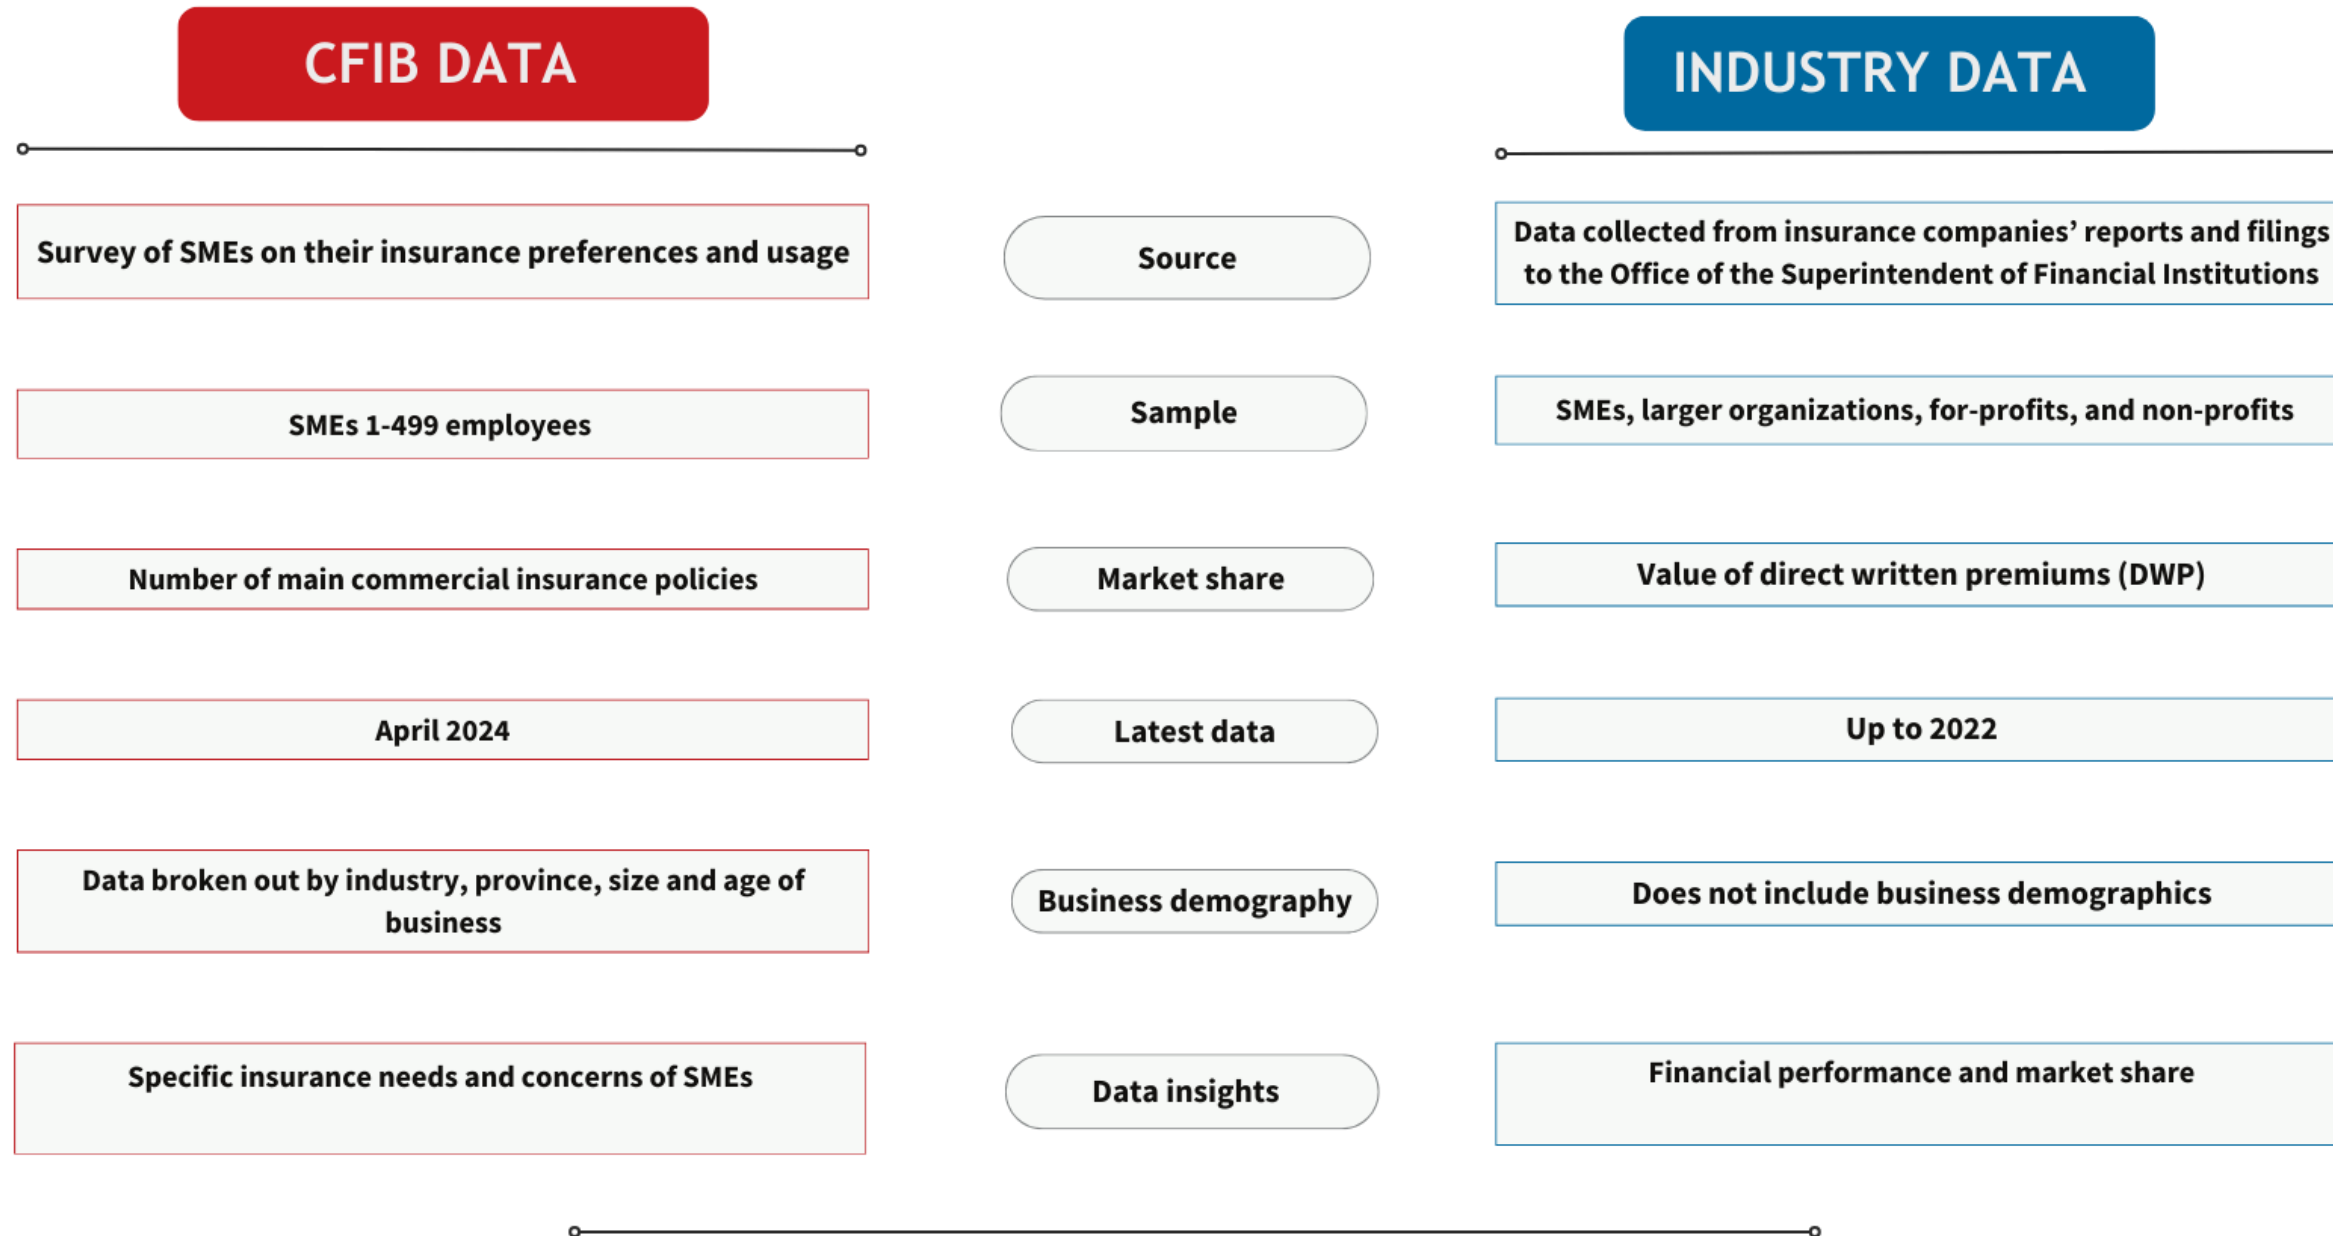 CFIB DATA
INDUSTRY DATA
Survey of SMEs on their insurance preferences and usage
Source
Data collected from insurance companies’ reports and filings
to the Office of the Superintendent of Financial Institutions
SMEs 1-499 employees
Sample
SMEs, larger organizations, for-profits, and non-profits
Number of main commercial insurance policies
Market share
Value of direct written premiums (DWP)
April 2024
Latest data
Up to 2022
Data broken out by industry, province, size and age of
business
Business demography
Does not include business demographics
Specific insurance needs and concerns of SMEs
Data insights
Financial performance and market share